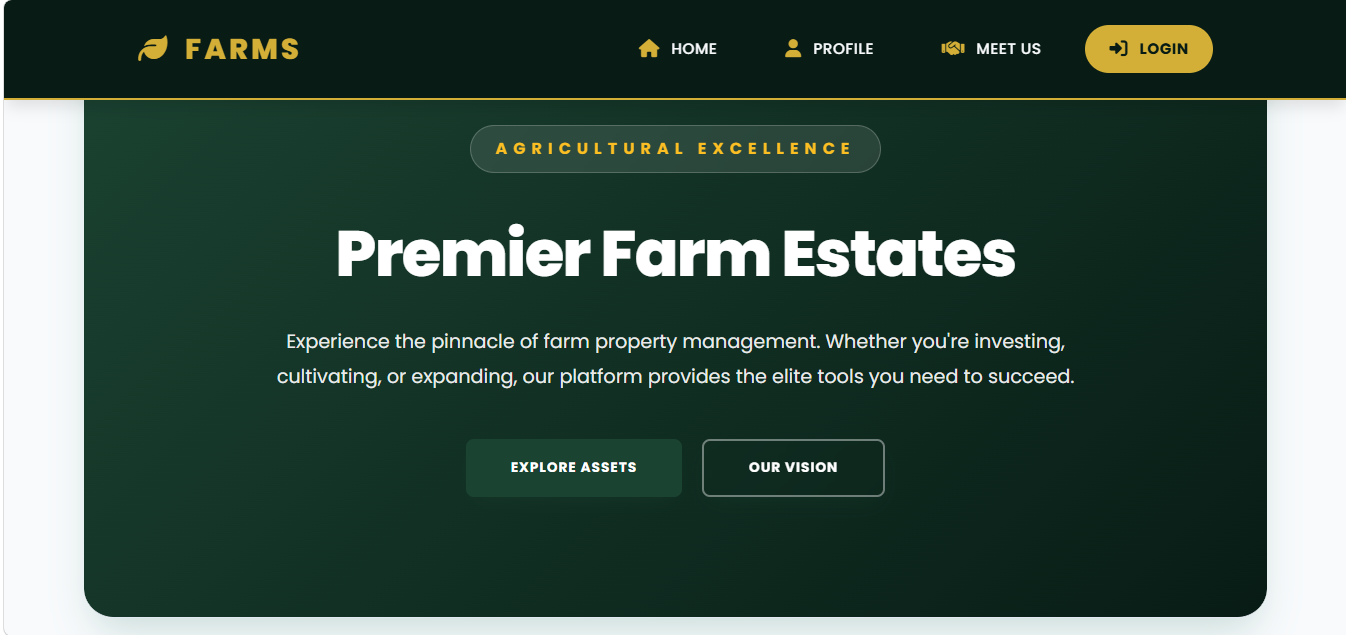 FARMS
HOME
PROFILE
MEET US
LOGIN
AGRICULTURAL EXCELLENCE
Premier Farm Estates
Experience the pinnacle of farm property management. Whether you're investing,
cultivating, or expanding, our platform provides the elite tools you need to succeed.
EXPLORE ASSETS
OUR VISION